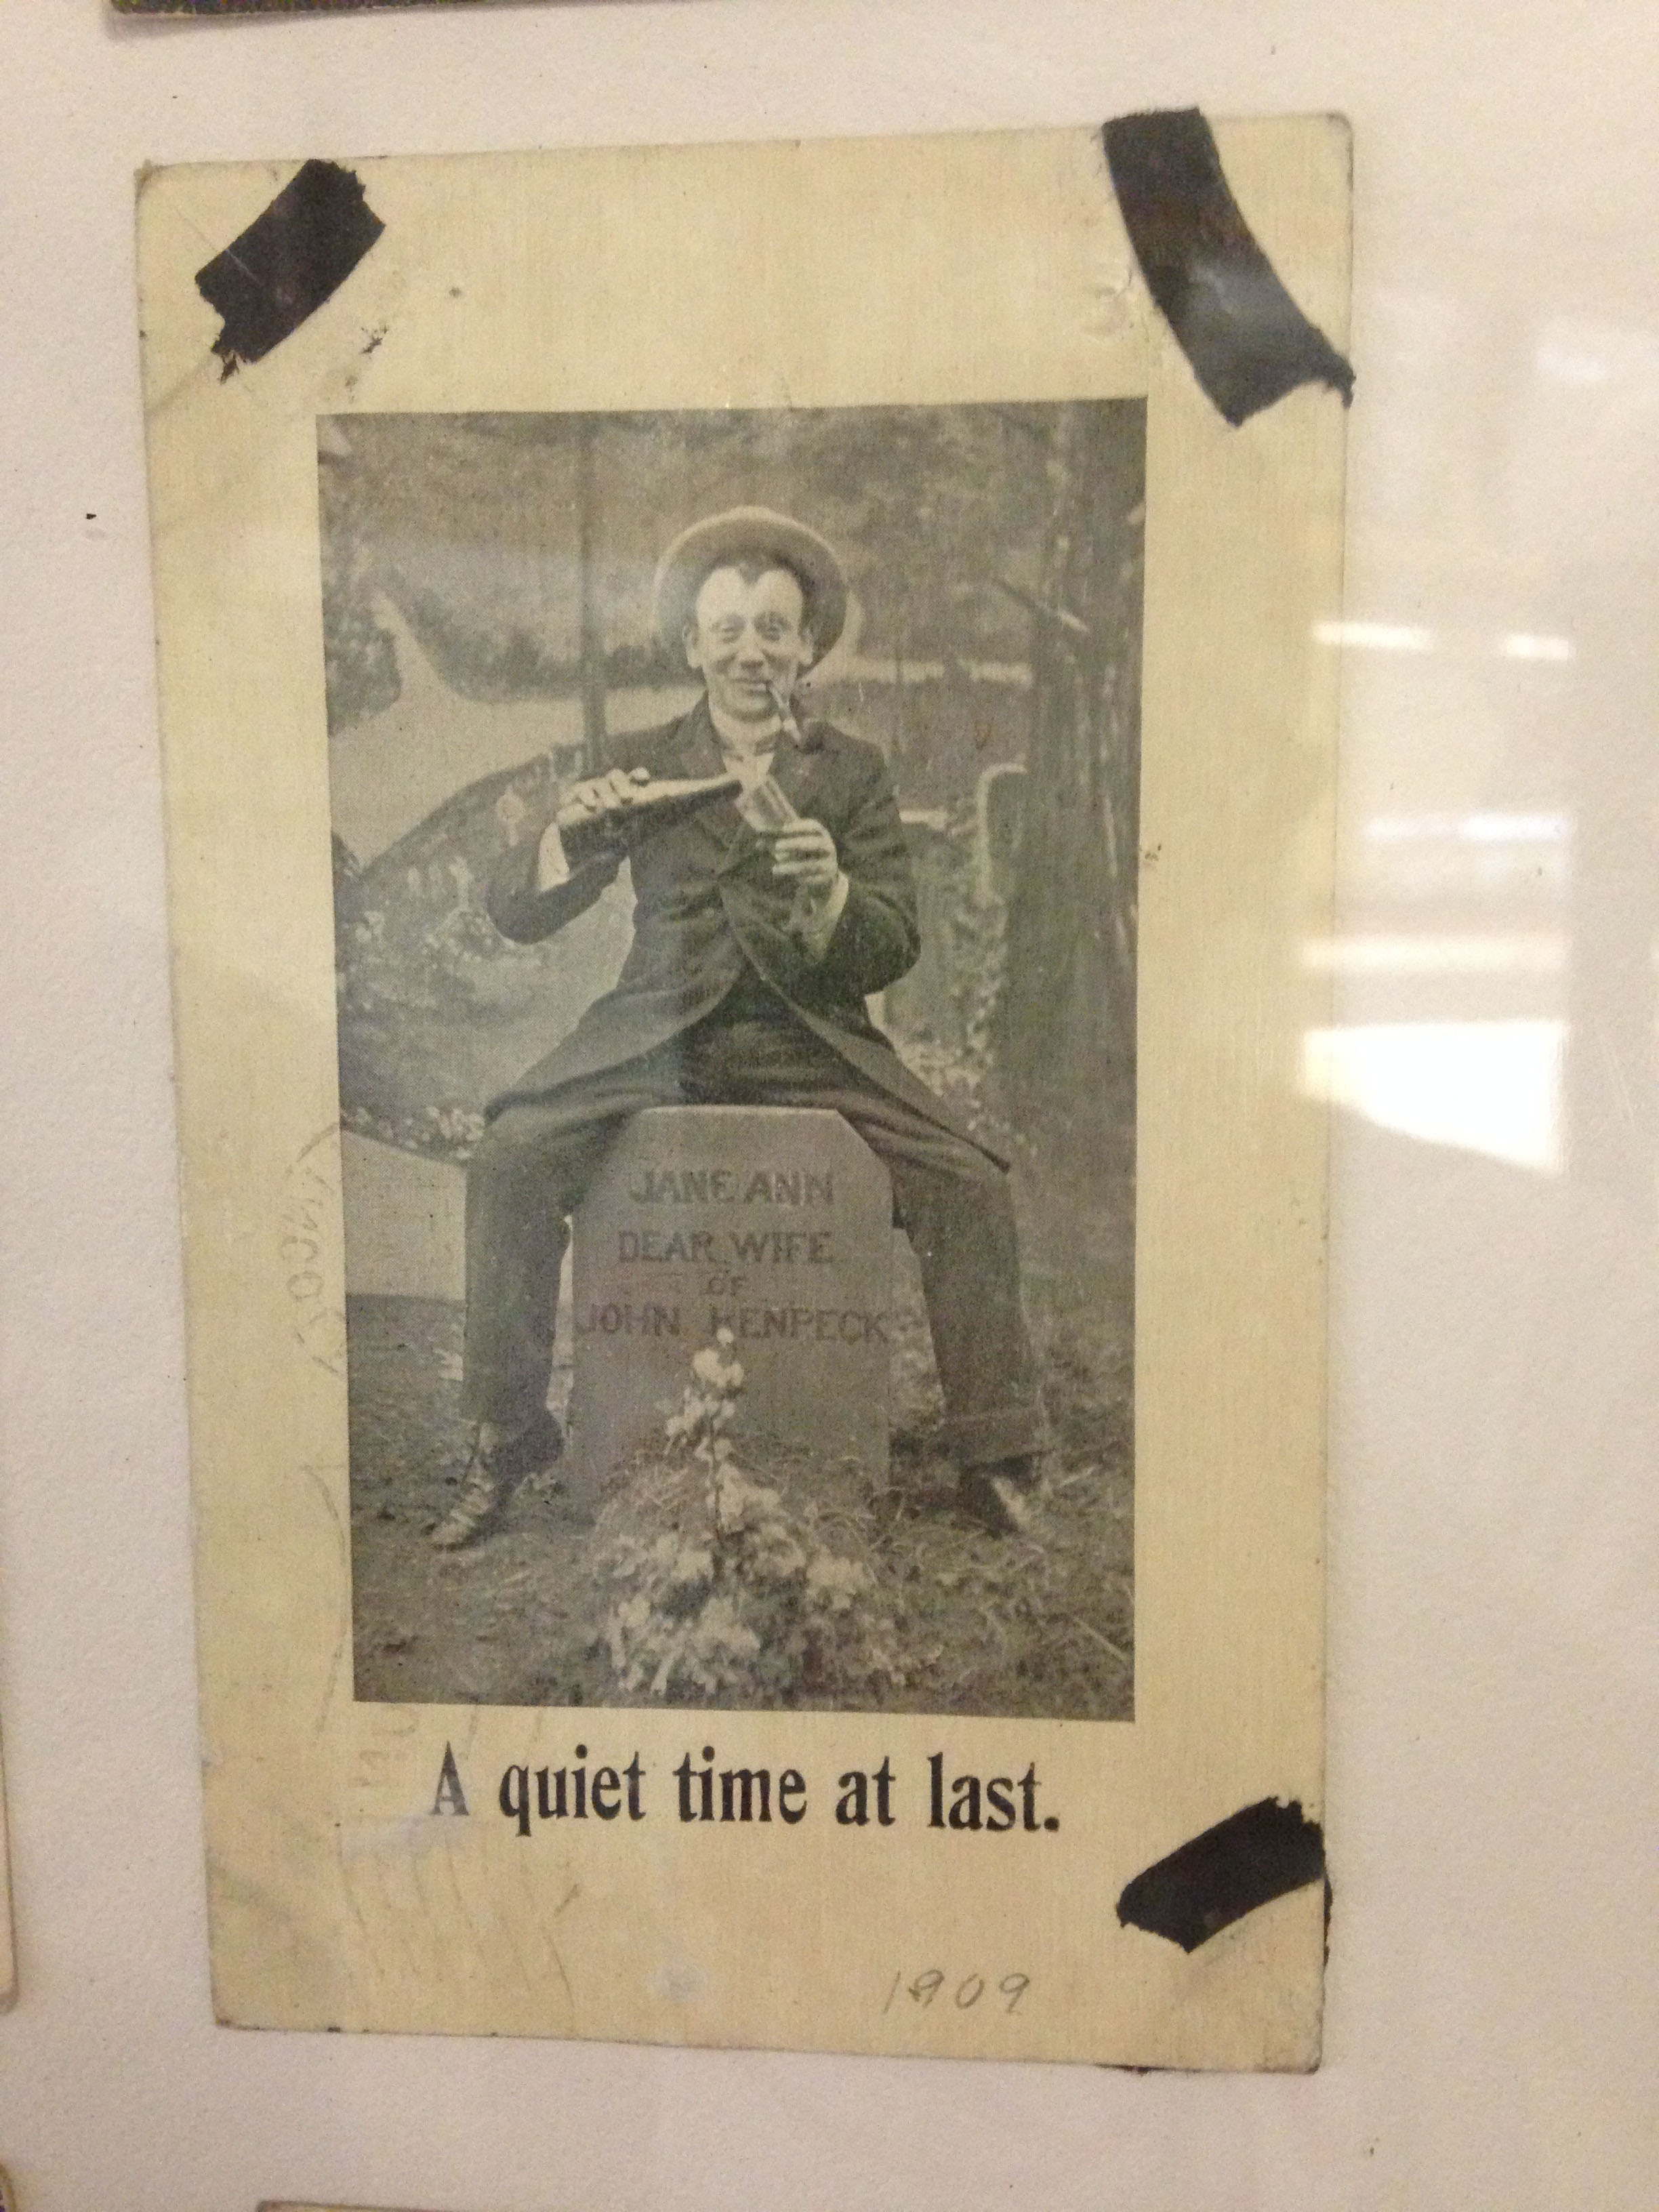 JANE ANN
DEAR WIFE
OF
JOHN HENPECK
A quiet time at last.
1909